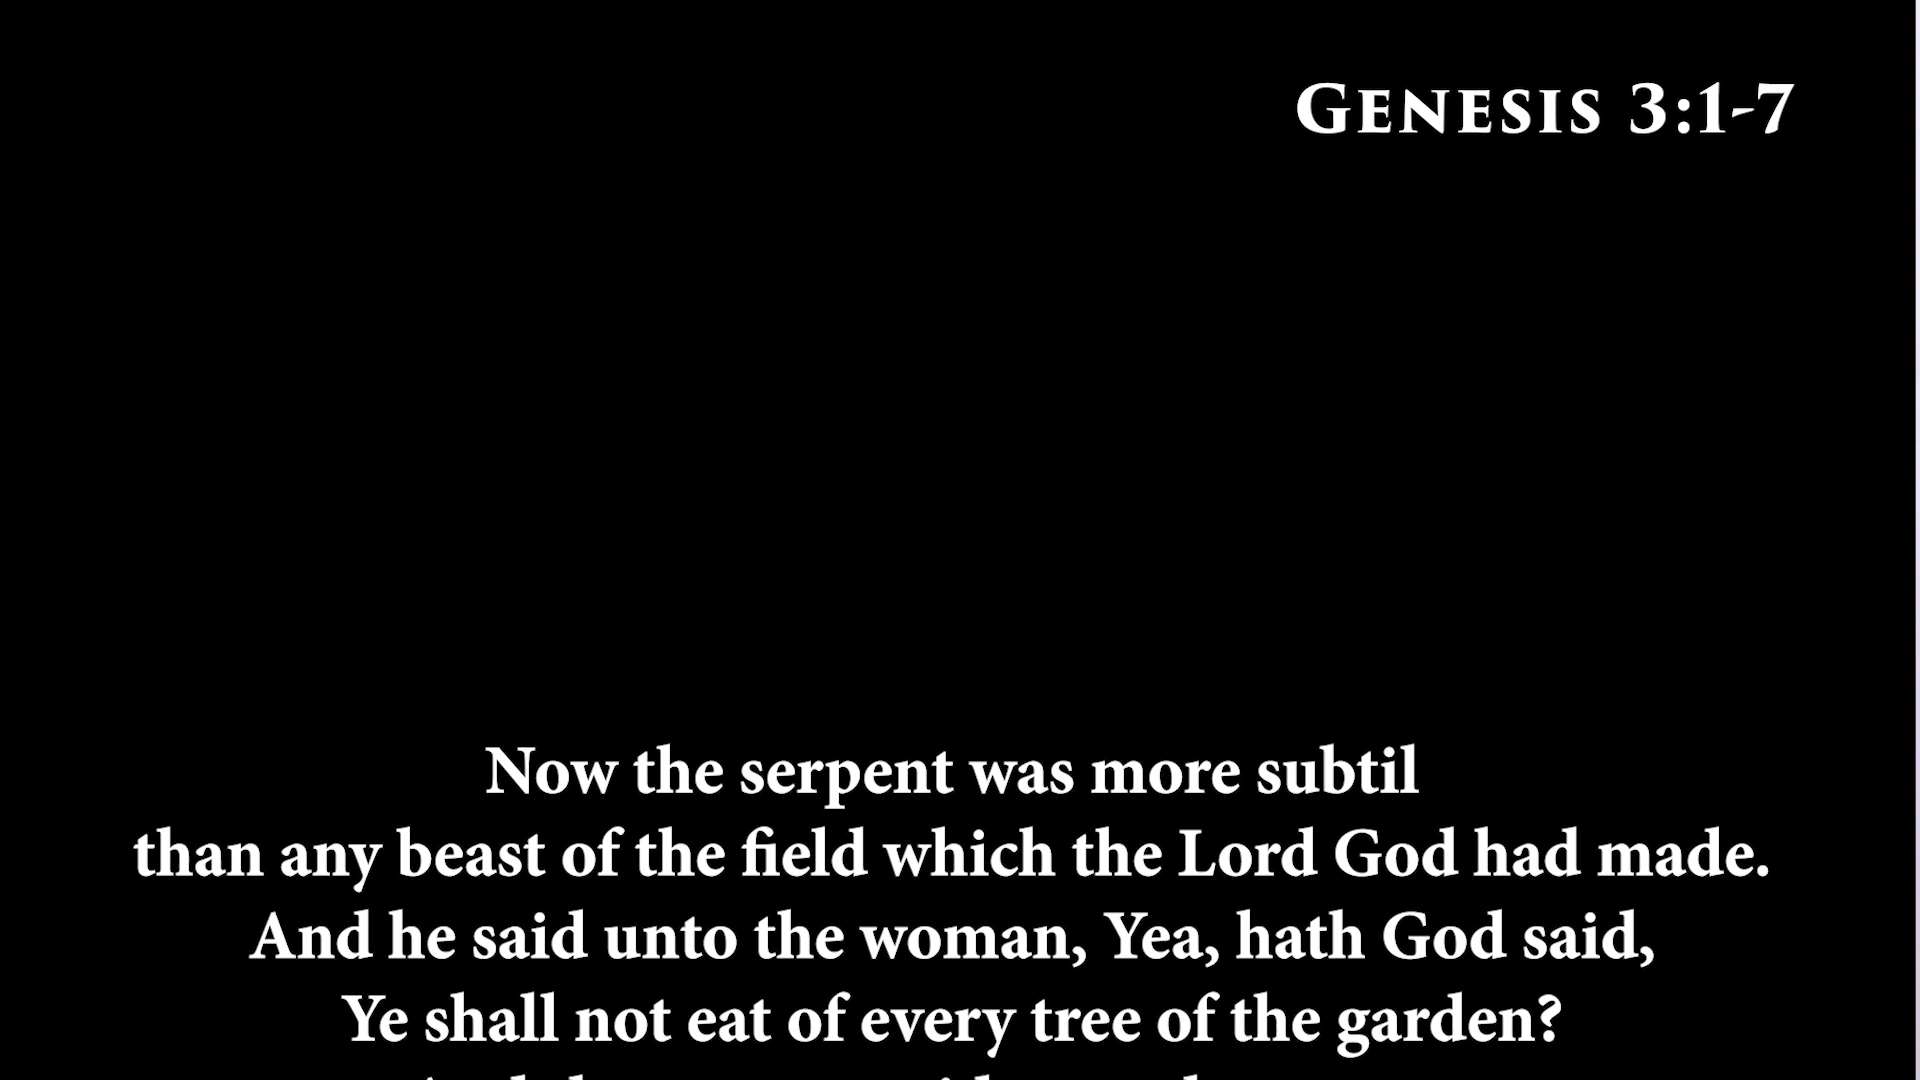 Genesis 3:1-7
Now the serpent was more subtil
than any beast of the field which the Lord God had made.
And he said unto the woman, Yea, hath God said,
Ye shall not eat of every tree of the garden?